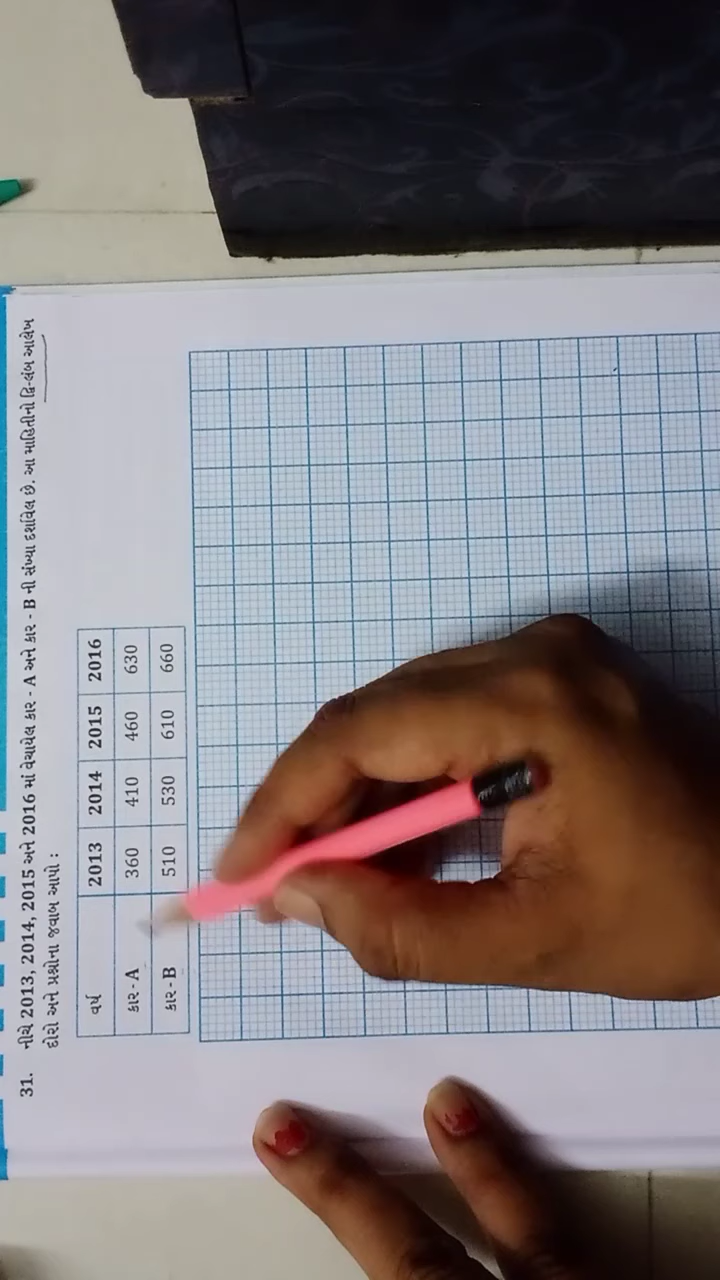 31. નીચે 2013, 2014, 2015 અને 2016 માં વેચાયેલ કાર - A અને કાર - B ની સંખ્યા દર્શાવેલ છે. આ માહિતીનો દ્વિ-લંબ આલેખ
દોરો અને પ્રશ્નોના જવાબ આપો :
વર્ષ 2013 2014 2015 2016
કાર - A 360 410 460 630
કાર - B 510 530 610 660